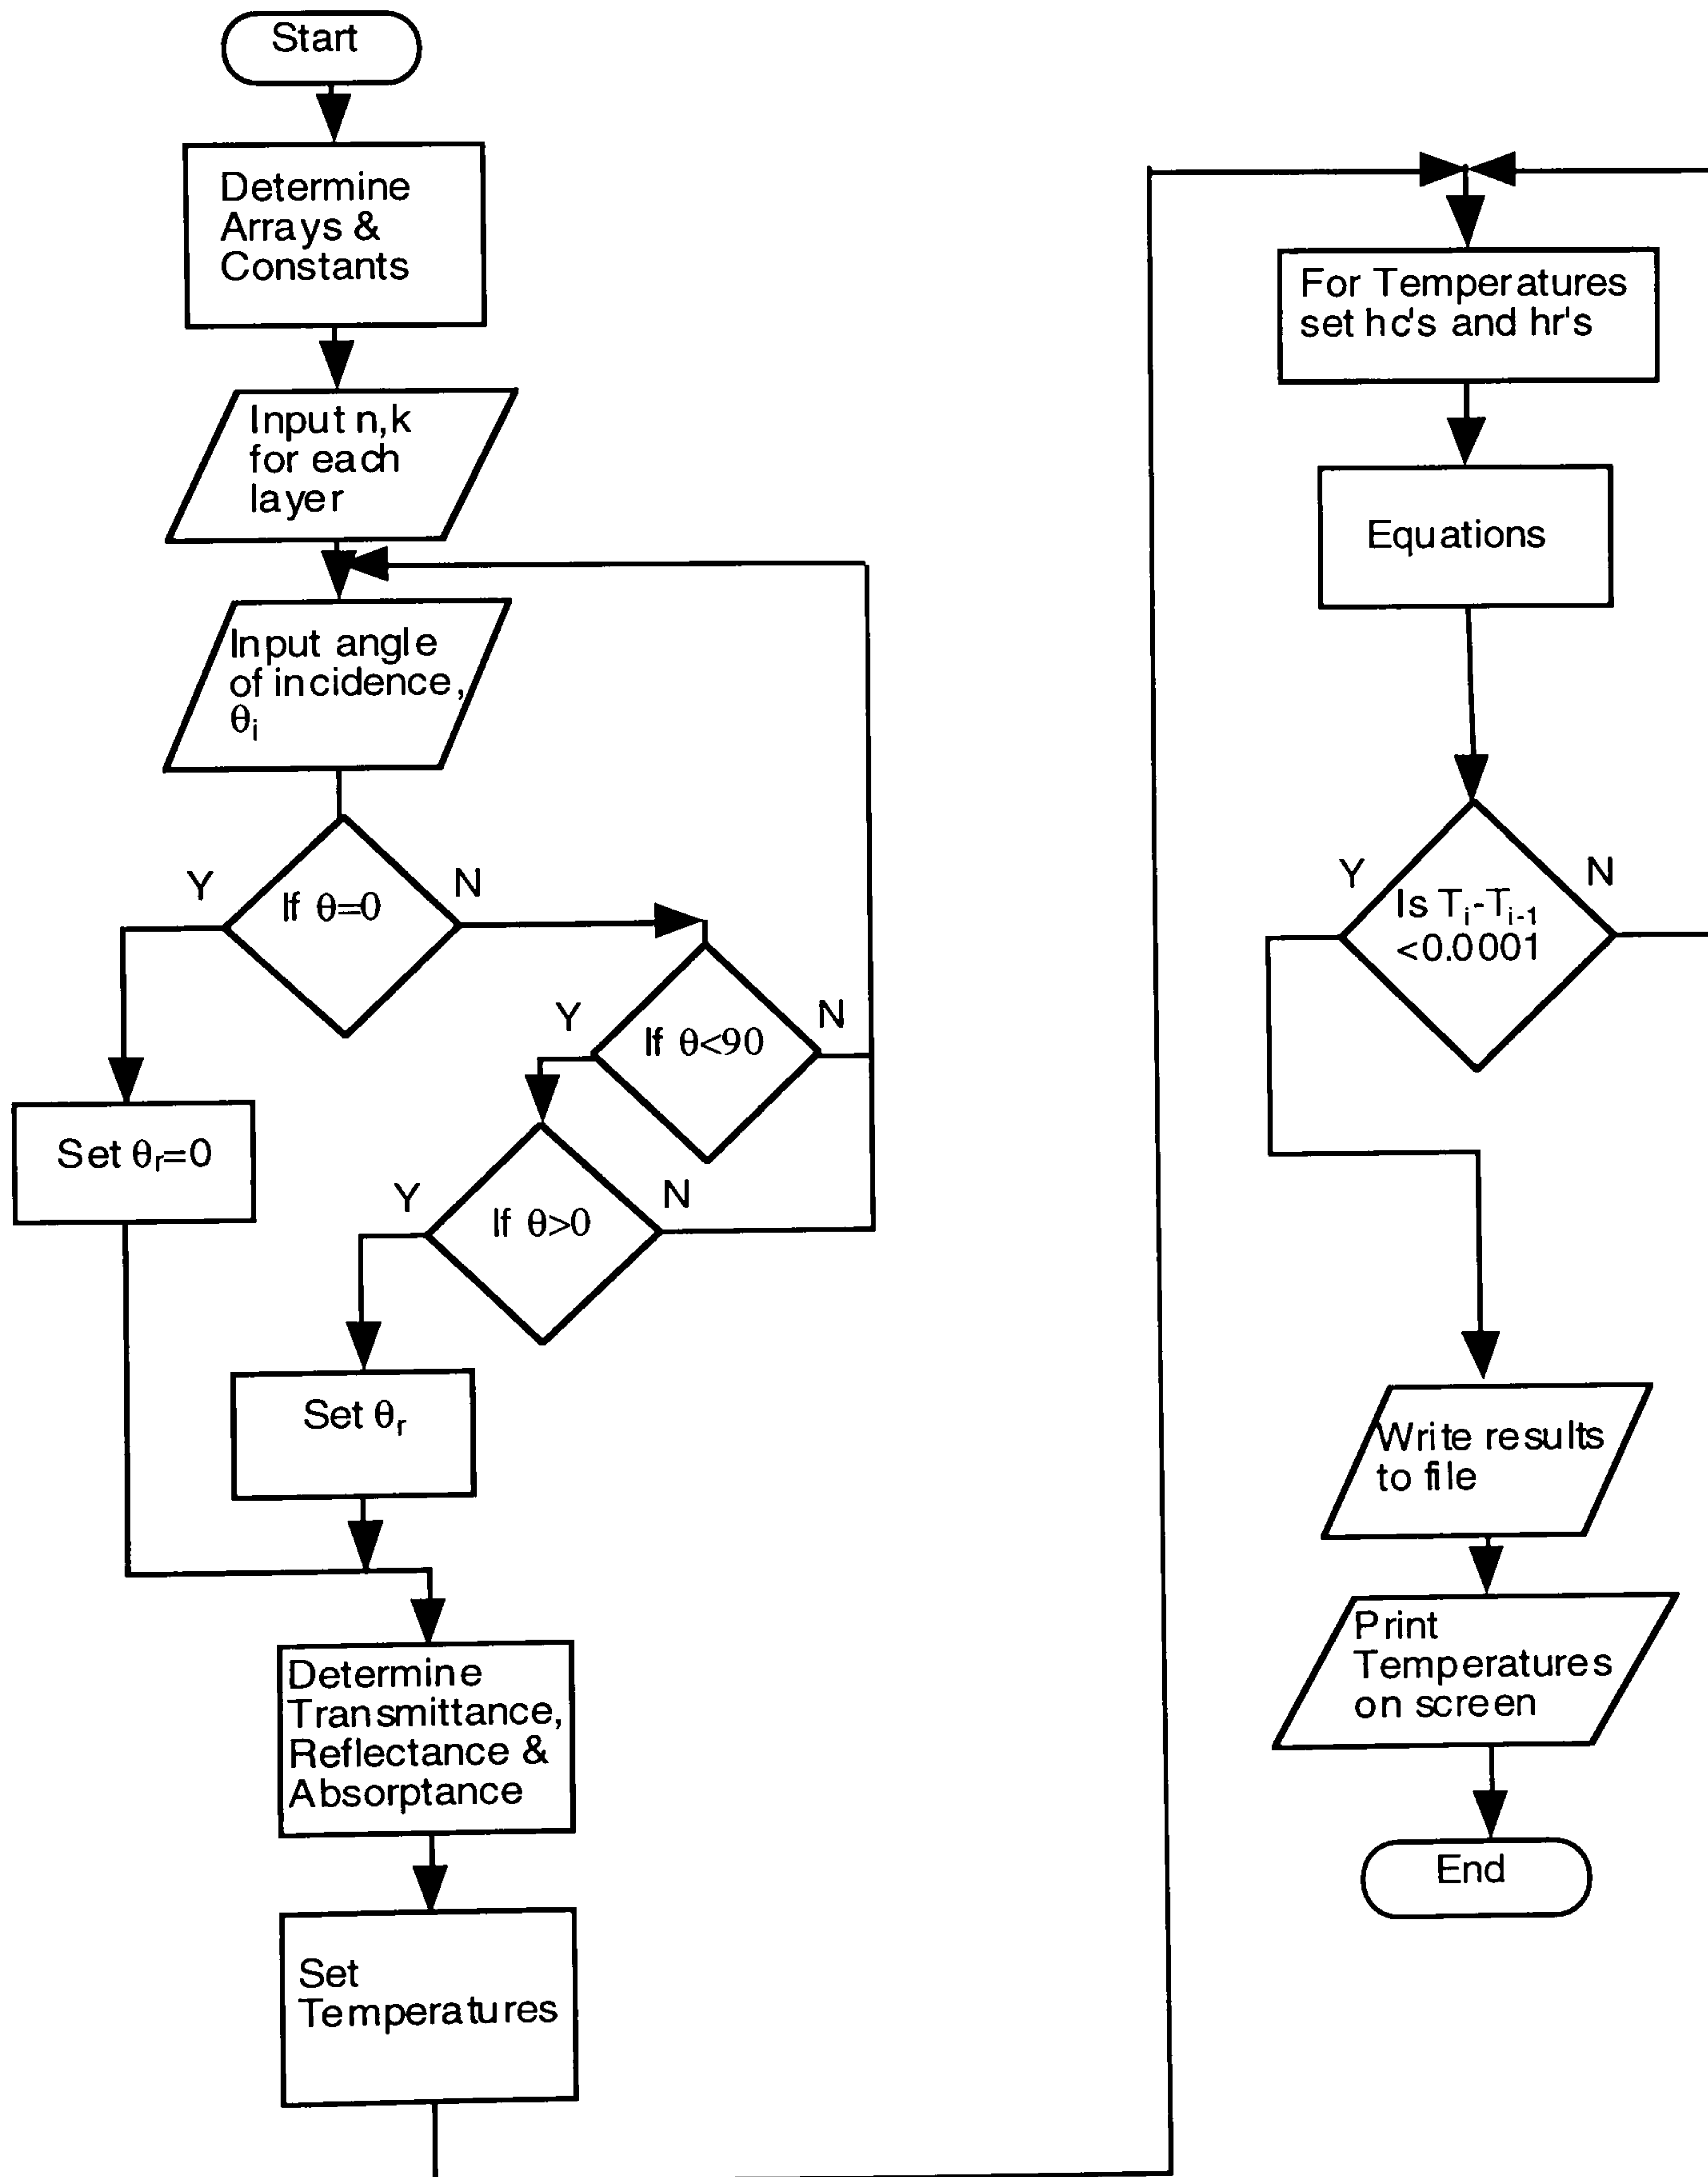 Start
Determine
Arrays &
Constants
Input n,k
for each
layer
Input angle
of incidence,
θi
Y
If θ=0
N
Y
If θ<90
N
Set θr=0
Y
If θ>0
N
Set θr
Determine
Transmittance,
Reflectance &
Absorptance
Set
Temperatures
For Temperatures
set hc's and hr's
Equations
Y
Is Ti-Ti-1
<0.0001
N
Write results
to file
Print
Temperatures
on screen
End